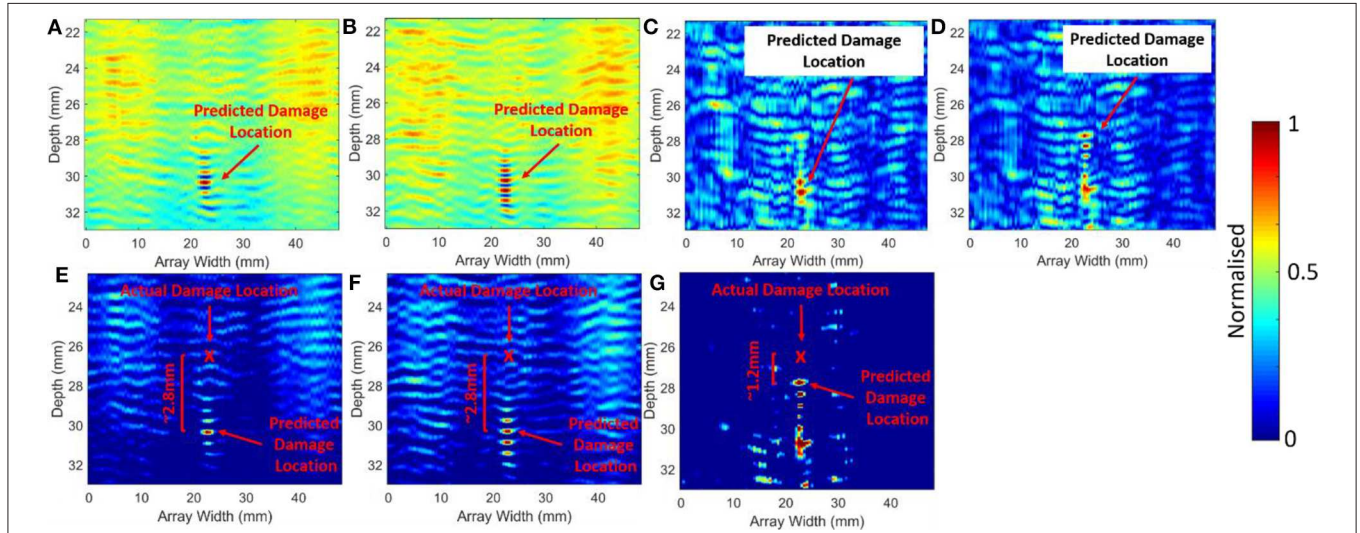 A
22
24
26
28
30
32
Depth (mm)
Predicted Damage
Location
0
10
20
30
40
Array Width (mm)
B
22
24
26
28
30
32
Depth (mm)
Predicted Damage
Location
0
10
20
30
40
Array Width (mm)
C
22
24
26
28
30
32
Depth (mm)
Predicted Damage
Location
0
10
20
30
40
Array Width (mm)
D
22
24
26
28
30
32
Depth (mm)
Predicted Damage
Location
0
10
20
30
40
Array Width (mm)
E
24
26
28
30
32
Depth (mm)
Actual Damage Location
X
~2.8mm
Predicted
Damage
Location
0
10
20
30
40
Array Width (mm)
F
24
26
28
30
32
Depth (mm)
Actual Damage Location
X
~2.8mm
Predicted
Damage
Location
0
10
20
30
40
Array Width (mm)
G
24
26
28
30
32
Depth (mm)
Actual Damage Location
X
~1.2mm
Predicted
Damage
Location
0
10
20
30
40
Array Width (mm)
1
0.5
0
Normalised